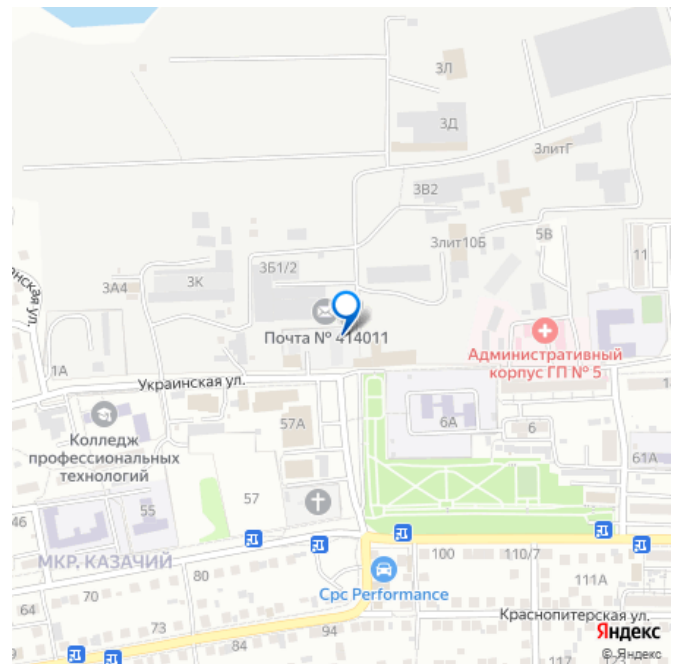 3Л
3Д
3литГ
3В2
3лит10Б
5В
11
3Б1/2
3К
3А4
Почта № 414011
Административный
корпус ГП № 5
1А
Украинская ул.
57А
6А
6
61А
Колледж
профессиональных
технологий
57
46
55
МКР. КАЗАЧИЙ
100
110/7
80
111А
70
Cpc Performance
64
Краснопитерская ул.
73
94
84
Яндекс
© Яндекс